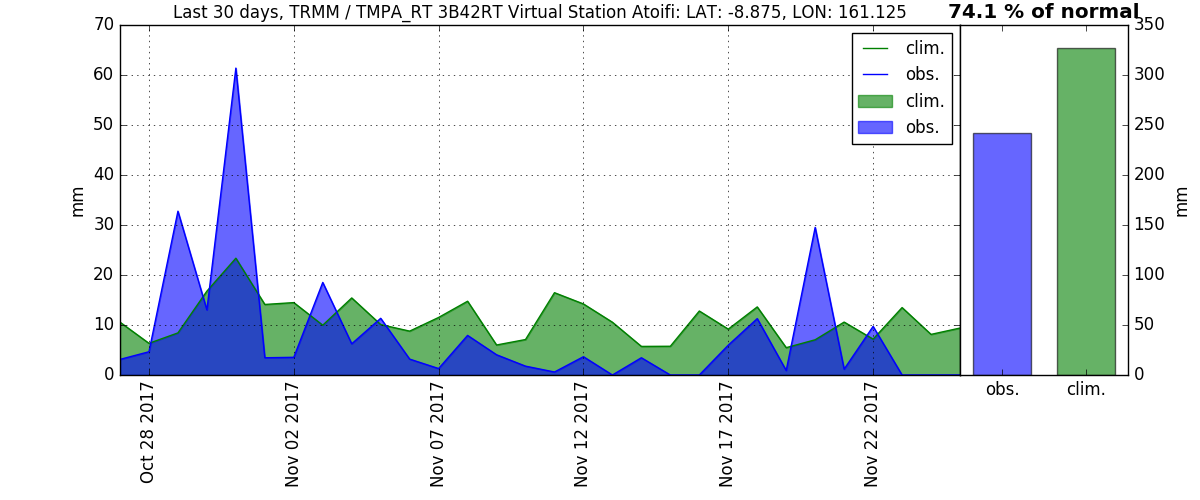 Last 30 days, TRMM / TMPA_RT 3B42RT Virtual Station Atoifi: LAT: -8.875, LON: 161.125
74.1 % of normal
70
60
50
40
30
20
10
0
mm
clim.
obs.
clim.
obs.
350
300
250
200
150
100
50
0
mm
Oct 28 2017
Nov 02 2017
Nov 07 2017
Nov 12 2017
Nov 17 2017
Nov 22 2017
obs.
clim.